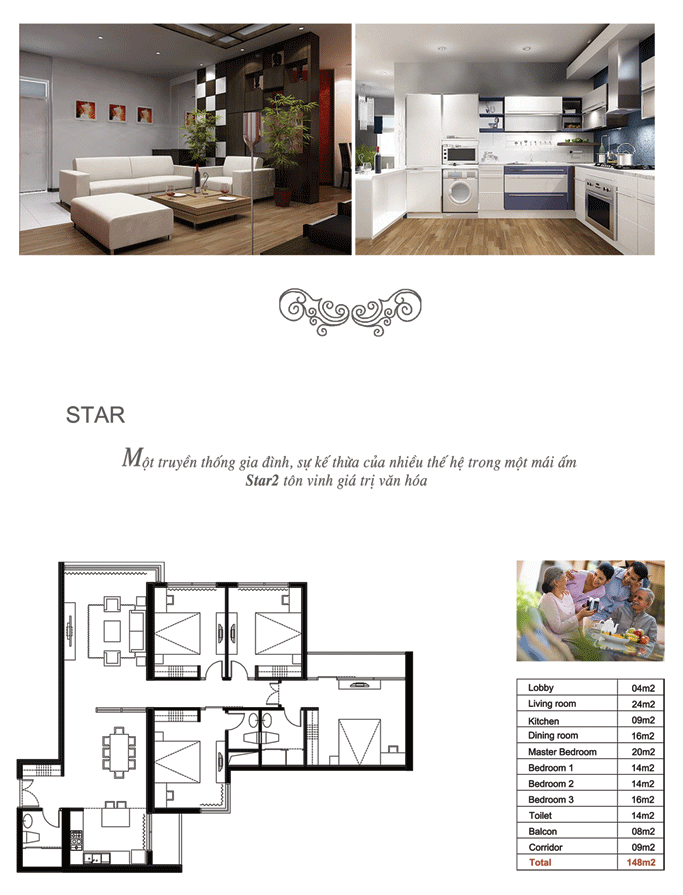 STAR
Một truyền thống gia đình, sự kế thừa của nhiều thế hệ trong một mái ấm
Star2 tôn vinh giá trị văn hóa
Lobby 04m2
Living room 24m2
Kitchen 09m2
Dining room 16m2
Master Bedroom 20m2
Bedroom 1 14m2
Bedroom 2 14m2
Bedroom 3 16m2
Toilet 14m2
Balcon 08m2
Corridor 09m2
Total 148m2